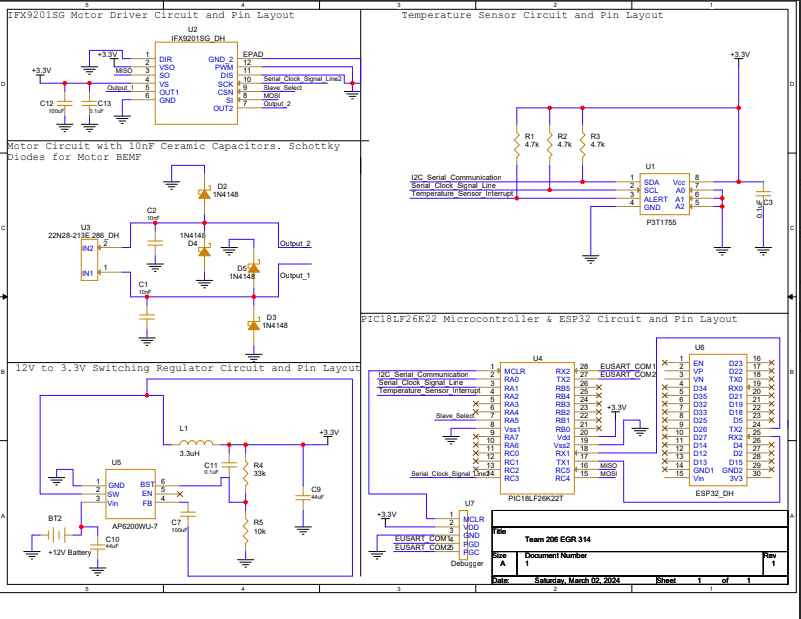 5
4
3
2
1
IFX9201SG Motor Driver Circuit and Pin Layout
U2
IFX9201SG_DH
+3.3V
+3.3V
MISO
Output_1
C12
100uF
C13
0.1uF
1
2
3
4
5
6
DIR
VSO
SO
VS
OUT1
GND
GND_2
PWM
DIS
SCK
CSN
SI
OUT2
EPAD
12
11
10
9
8
7
Serial_Clock_Signal_Line2
Slave_Select
MOSI
Output_2
Temperature Sensor Circuit and Pin Layout
+3.3V
R1
4.7k
R2
4.7k
R3
4.7k
I2C_Serial_Communication
Serial_Clock_Signal_Line
Temperature_Sensor_Interrupt
U1
1
2
3
4
SDA
SCL
ALERT
GND
Vcc
A0
A1
A2
8
7
6
5
P3T1755
0.1uF
C3
Motor Circuit with 10nF Ceramic Capacitors. Schottky
Diodes for Motor BEMF
D2
1N4148
U3
22N28-213E.286_DH
IN2
2
IN1
1
C2
10nF
1N4148
D4
D5
1N4148
Output_2
Output_1
C1
10nF
D3
1N4148
12V to 3.3V Switching Regulator Circuit and Pin Layout
L1
3.3uH
+3.3V
C11
0.1uF
R4
33k
U5
1
2
3
GND
SW
Vin
BST
EN
FB
6
5
4
AP6200WU-7
C7
100uF
R5
10k
C9
44uF
BT2
+12V Battery
C10
44uF
PIC18LF26K22 Microcontroller & ESP32 Circuit and Pin Layout
U4
I2C_Serial_Communication
Serial_Clock_Signal_Line
Temperature_Sensor_Interrupt
Slave_Select
1
2
3
4
5
6
7
8
9
10
11
12
13
14
MCLR
RA0
RA1
RA2
RA3
RA4
RA5
Vss1
RA7
RA6
RC0
RC1
RC2
RC3
RX2
TX2
RB5
RB4
RB3
RB2
RB1
RB0
Vdd
Vss2
RX1
TX1
RC5
RC4
28
27
26
25
24
23
22
21
20
19
18
17
16
15
EUSART_COM1
EUSART_COM2
+3.3V
MISO
MOSI
Serial_Clock_Signal_Line2
PIC18LF26K22T
U6
1
2
3
4
5
6
7
8
9
10
11
12
13
14
15
EN
VP
VN
D34
D35
D32
D33
D25
D26
D27
D14
D12
D13
GND1
Vin
D23
D22
TX0
RX0
D21
D19
D18
D5
TX2
RX2
D4
D2
D15
GND2
3V3
16
17
18
19
20
21
22
23
24
25
26
27
28
29
30
ESP32_DH
U7
+3.3V
1
2
3
4
5
MCLR
VDD
GND
PGD
PGC
EUSART_COM1
EUSART_COM2
Debugger
Title
Team 206 EGR 314
Size
A
Document Number
1
Rev
1
Date:
Saturday, March 02, 2024
Sheet
1
of
1
D
C
B
A
D
C
B
A
5
4
3
2
1